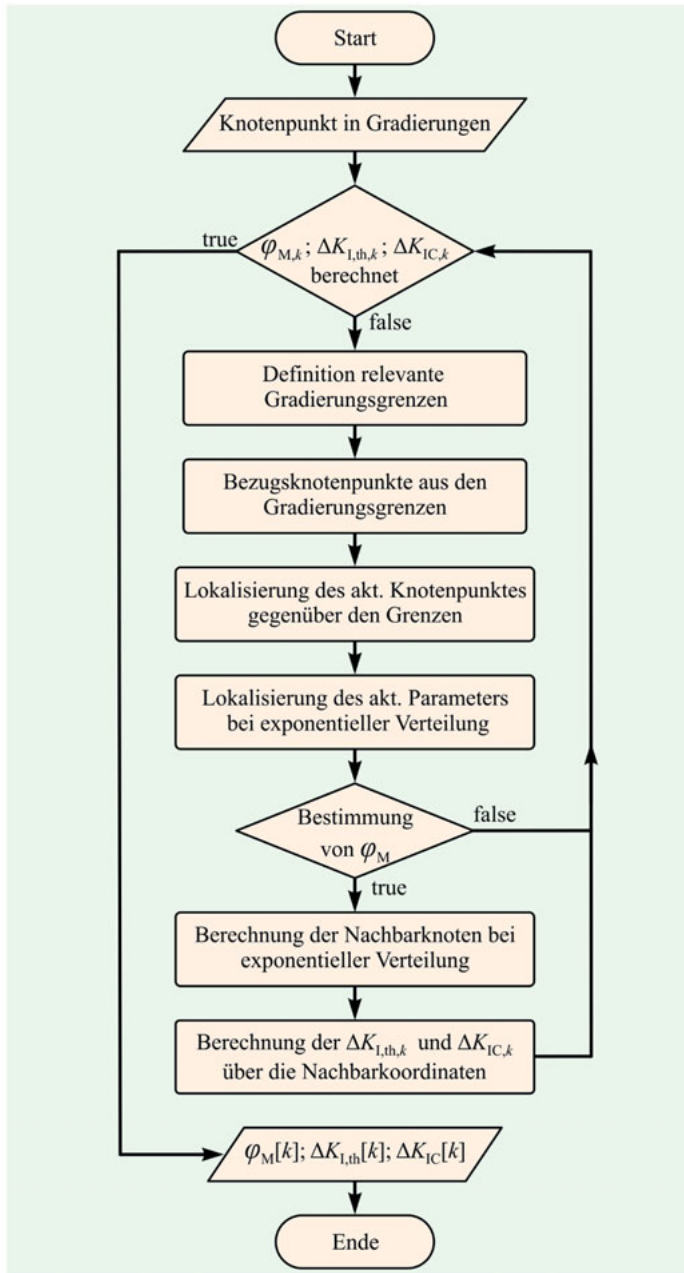 Start
Knotenpunkt in Gradierungen
true
φM,k; ΔKI,th,k; ΔKIC,k
berechnet
false
Definition relevante
Gradierungsgrenzen
Bezugsknotenpunkte aus den
Gradierungsgrenzen
Lokalisierung des akt. Knotenpunktes
gegenüber den Grenzen
Lokalisierung des akt. Parameters
bei exponentieller Verteilung
Bestimmung
von φM
false
true
Berechnung der Nachbarknoten bei
exponentieller Verteilung
Berechnung der ΔKI,th,k und ΔKIC,k
über die Nachbarkoordinaten
φM[k]; ΔKI,th[k]; ΔKIC[k]
Ende